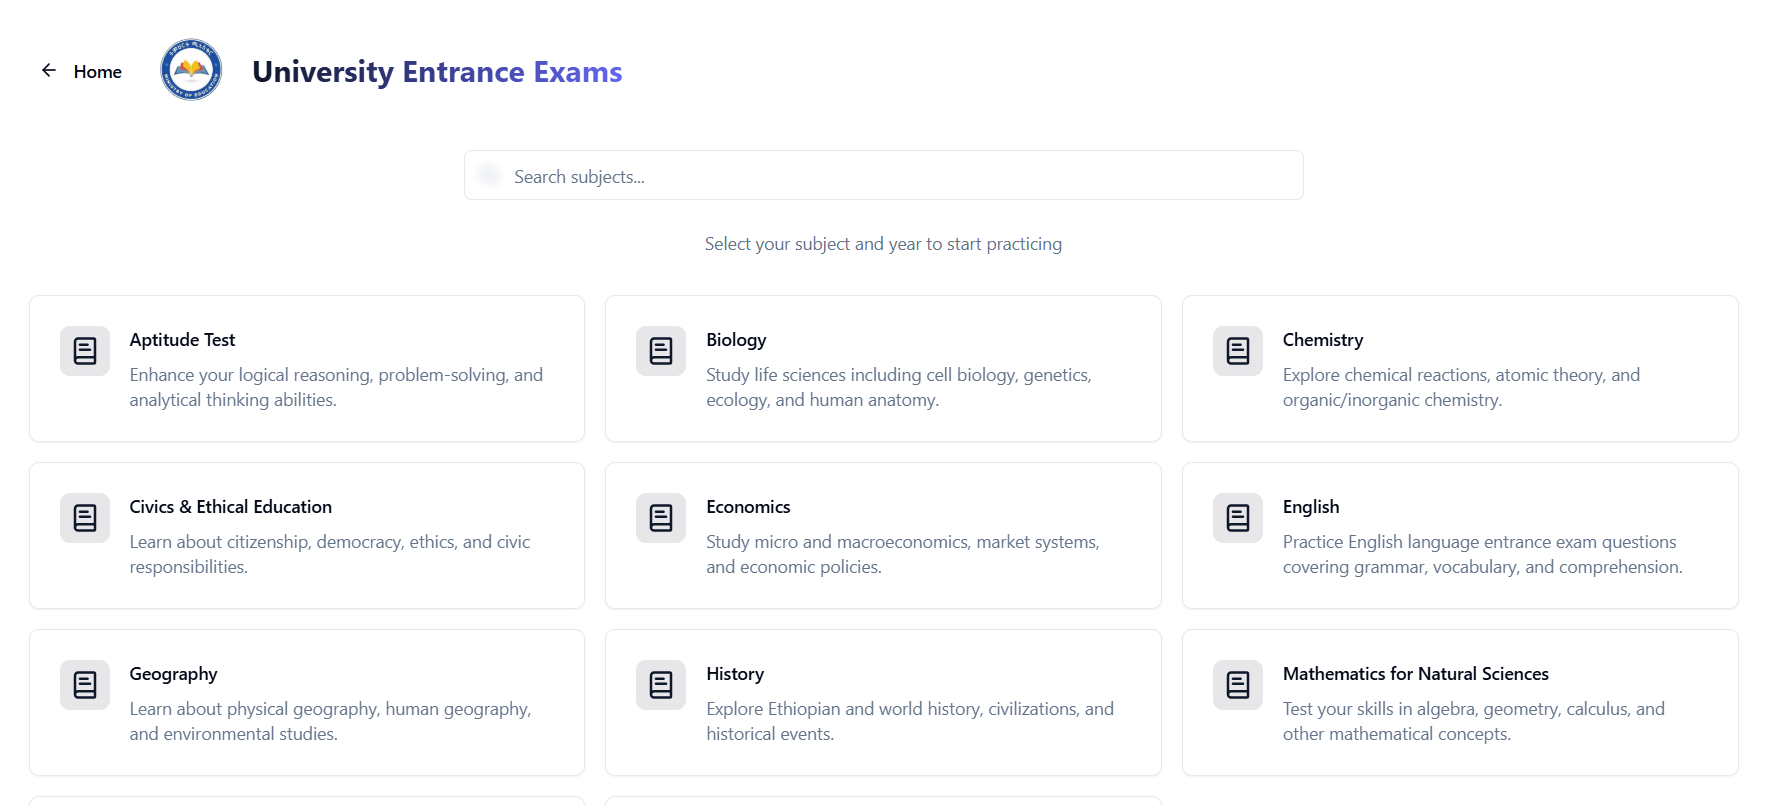 Home
MINISTRY OF EDUCATION
University Entrance Exams
Search subjects...
Select your subject and year to start practicing
Aptitude Test
Enhance your logical reasoning, problem-solving, and
analytical thinking abilities.
Biology
Study life sciences including cell biology, genetics,
ecology, and human anatomy.
Chemistry
Explore chemical reactions, atomic theory, and
organic/inorganic chemistry.
Civics & Ethical Education
Learn about citizenship, democracy, ethics, and civic
responsibilities.
Economics
Study micro and macroeconomics, market systems,
and economic policies.
English
Practice English language entrance exam questions
covering grammar, vocabulary, and comprehension.
Geography
Learn about physical geography, human geography,
and environmental studies.
History
Explore Ethiopian and world history, civilizations, and
historical events.
Mathematics for Natural Sciences
Test your skills in algebra, geometry, calculus, and
other mathematical concepts.